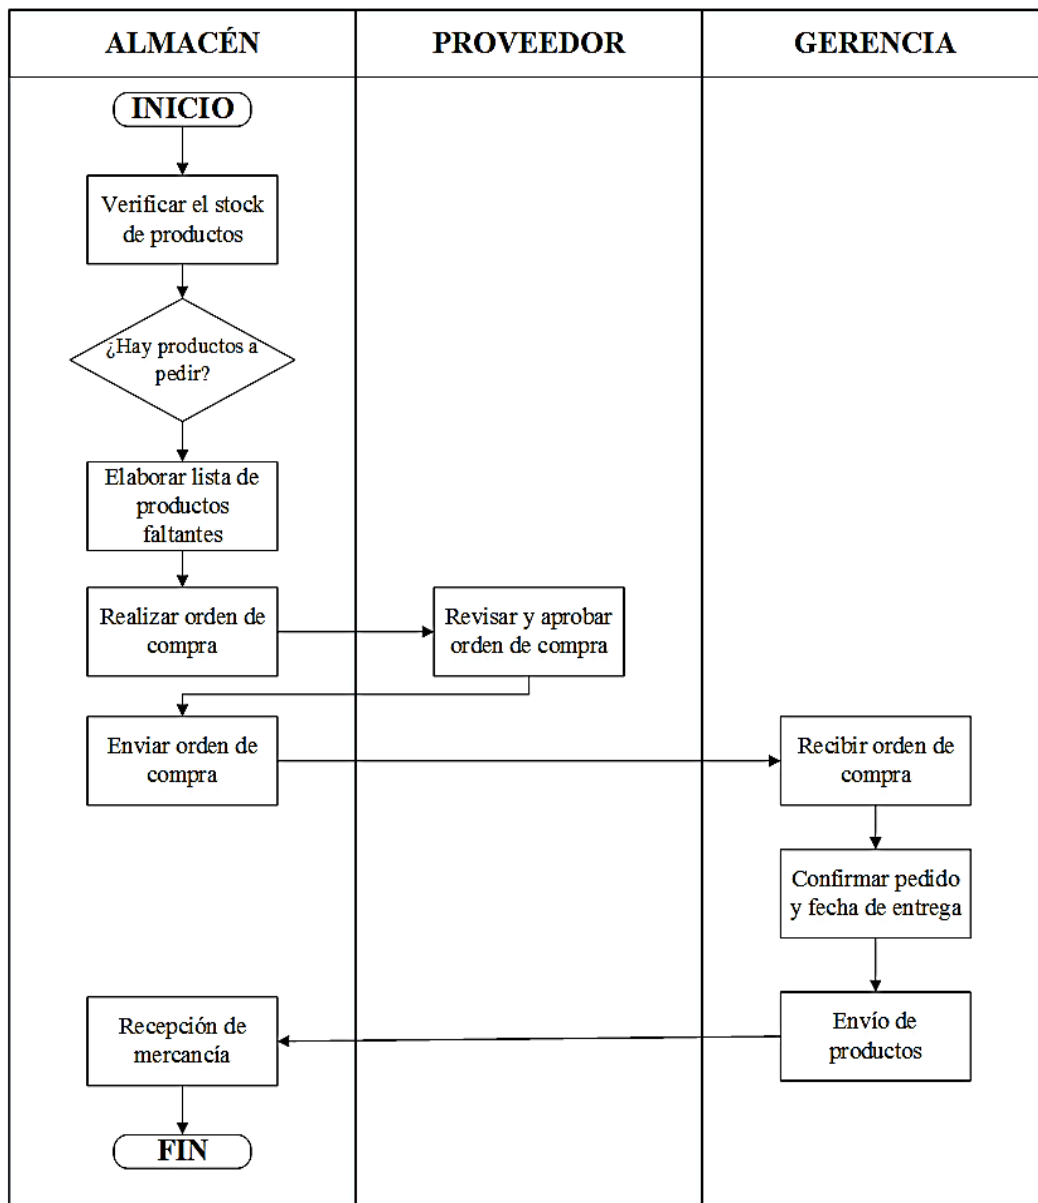 ALMACÉN
PROVEEDOR
GERENCIA
INICIO
Verificar el stock
de productos
¿Hay productos a
pedir?
Elaborar lista de
productos
faltantes
Realizar orden de
compra
Revisar y aprobar
orden de compra
Enviar orden de
compra
Recibir orden de
compra
Confirmar pedido
y fecha de entrega
Envío de
productos
Recepción de
mercancía
FIN